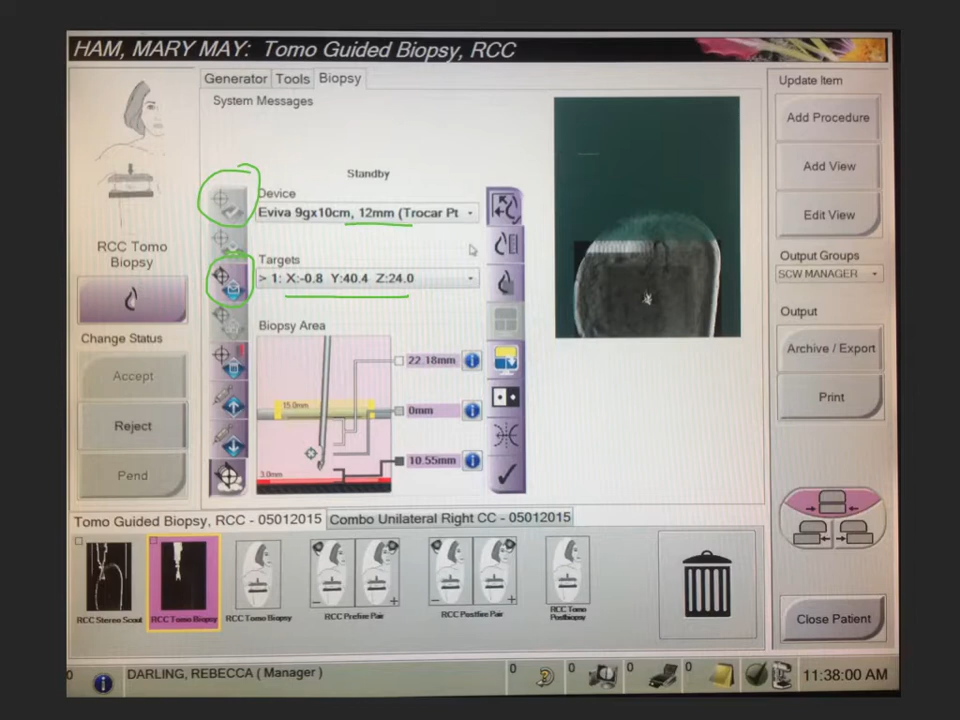 HAM, MARY MAY: Tomo Guided Biopsy, RCC
Generator Tools Biopsy
System Messages
Standby
Device
Eviva 9gx10cm, 12mm (Trocar Pt
Targets
> 1: X:-0.8 Y:40.4 Z:24.0
Biopsy Area
15.0mm
3.0mm
22.18mm
0mm
10.55mm
RCC Tomo
Biopsy
Change Status
Accept
Reject
Pend
Update Item
Add Procedure
Add View
Edit View
Output Groups
SCW MANAGER
Output
Archive / Export
Print
Close Patient
Tomo Guided Biopsy, RCC - 05012015
Combo Unilateral Right CC - 05012015
RCC Stereo Scout
RCC Tomo Biopsy
RCC Tomo Biopsy
RCC Prefire Pair
RCC Postfire Pair
RCC Tomo
Postbiopsy
0
DARLING, REBECCA ( Manager )
0 0 0 0
11:38:00 AM